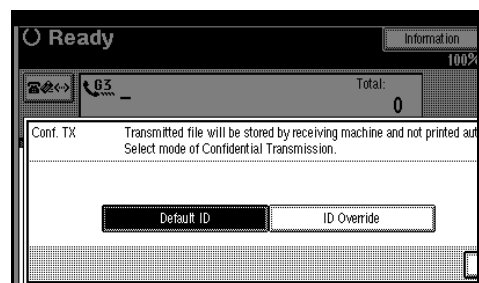 Ready
Information
100%
G3 _
Total:
0
Conf. TX
Transmitted file will be stored by receiving machine and not printed aut
Select mode of Confidential Transmission.
Default ID
ID Override